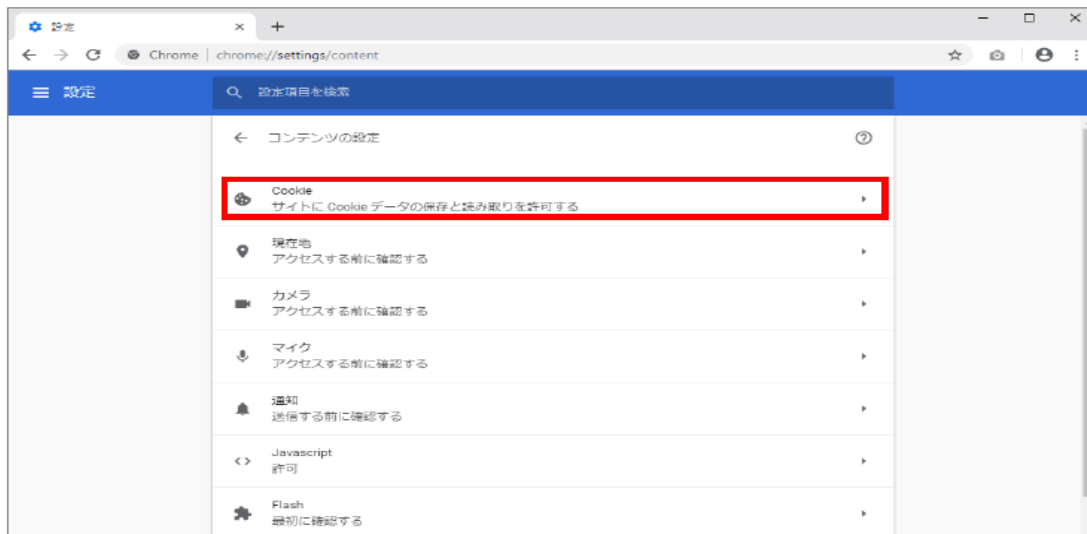 設定
Chrome | chrome://settings/content
設定
設定項目を検索
コンテンツの設定
Cookie
サイトに Cookie データの保存と読み取りを許可する
現在地
アクセスする前に確認する
カメラ
アクセスする前に確認する
マイク
アクセスする前に確認する
通知
送信する前に確認する
Javascript
許可
Flash
最初に確認する